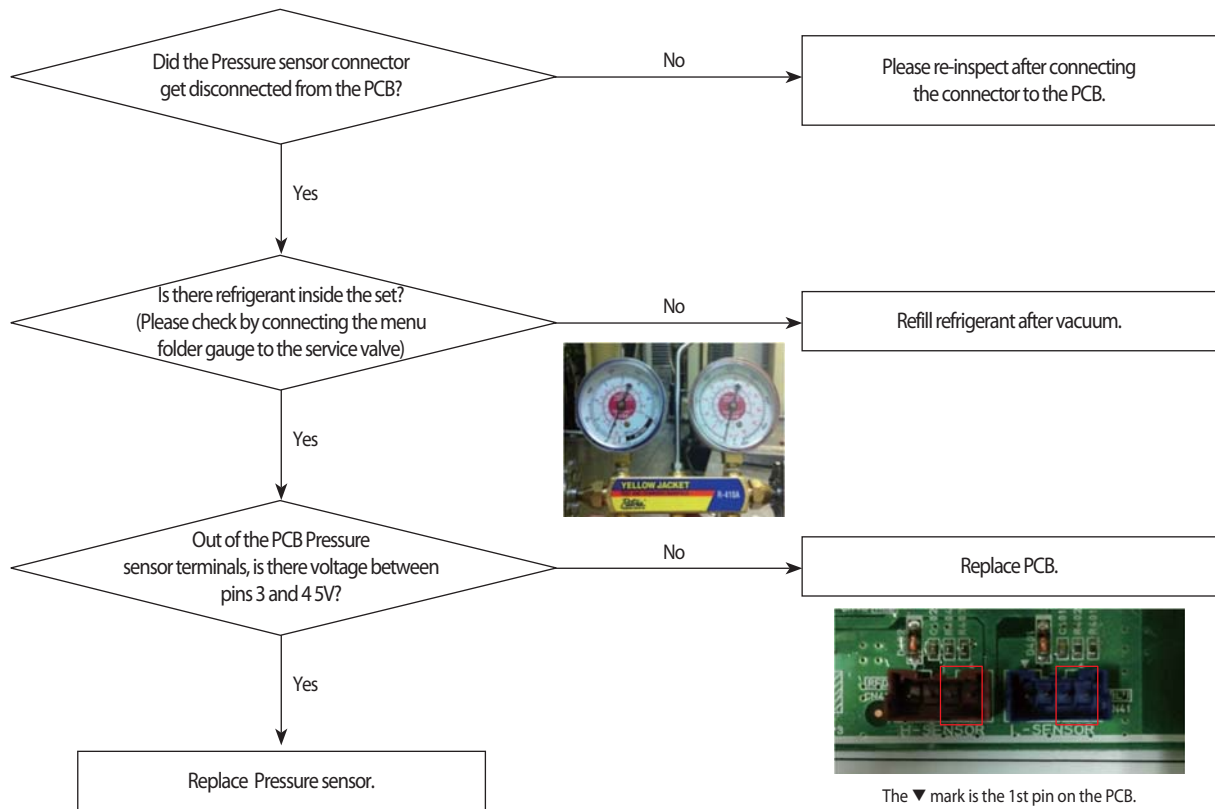 Did the Pressure sensor connector
get disconnected from the PCB?
No
Please re-inspect after connecting
the connector to the PCB.
Yes
Is there refrigerant inside the set?
(Please check by connecting the menu
folder gauge to the service valve)
No
Refill refrigerant after vacuum.
YELLOW JACKET
R-410A
Yes
Out of the PCB Pressure
sensor terminals, is there voltage between
pins 3 and 4 5V?
No
Replace PCB.
H-SENSOR
L-SENSOR
The ▼ mark is the 1st pin on the PCB.
Yes
Replace Pressure sensor.